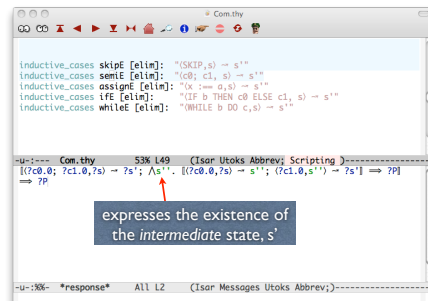 Com.thy
inductive_cases skipE [elim]: "(SKIP,s) → s'"
inductive_cases semiE [elim]: "(c0; c1, s) → s'"
inductive_cases assignE [elim]: "(x :== a,s) → s'"
inductive_cases ifE [elim]: "(IF b THEN c0 ELSE c1, s) → s'"
inductive_cases whileE [elim]: "(WHILE b DO c,s) → s'"
-u-:--- Com.thy 53% L49 (Isar Utoks Abbrev; Scripting )----------------
⟦(?c0.0; ?c1.0,?s) → ?s'; ⋀s''. ⟦(?c0.0,?s) → s''; (?c1.0,s'') → ?s'⟧ ⟹ ?P⟧
⟹ ?P
expresses the existence of
the intermediate state, s'
-u-:%%- *response* All L2 (Isar Messages Utoks Abbrev;)----------------